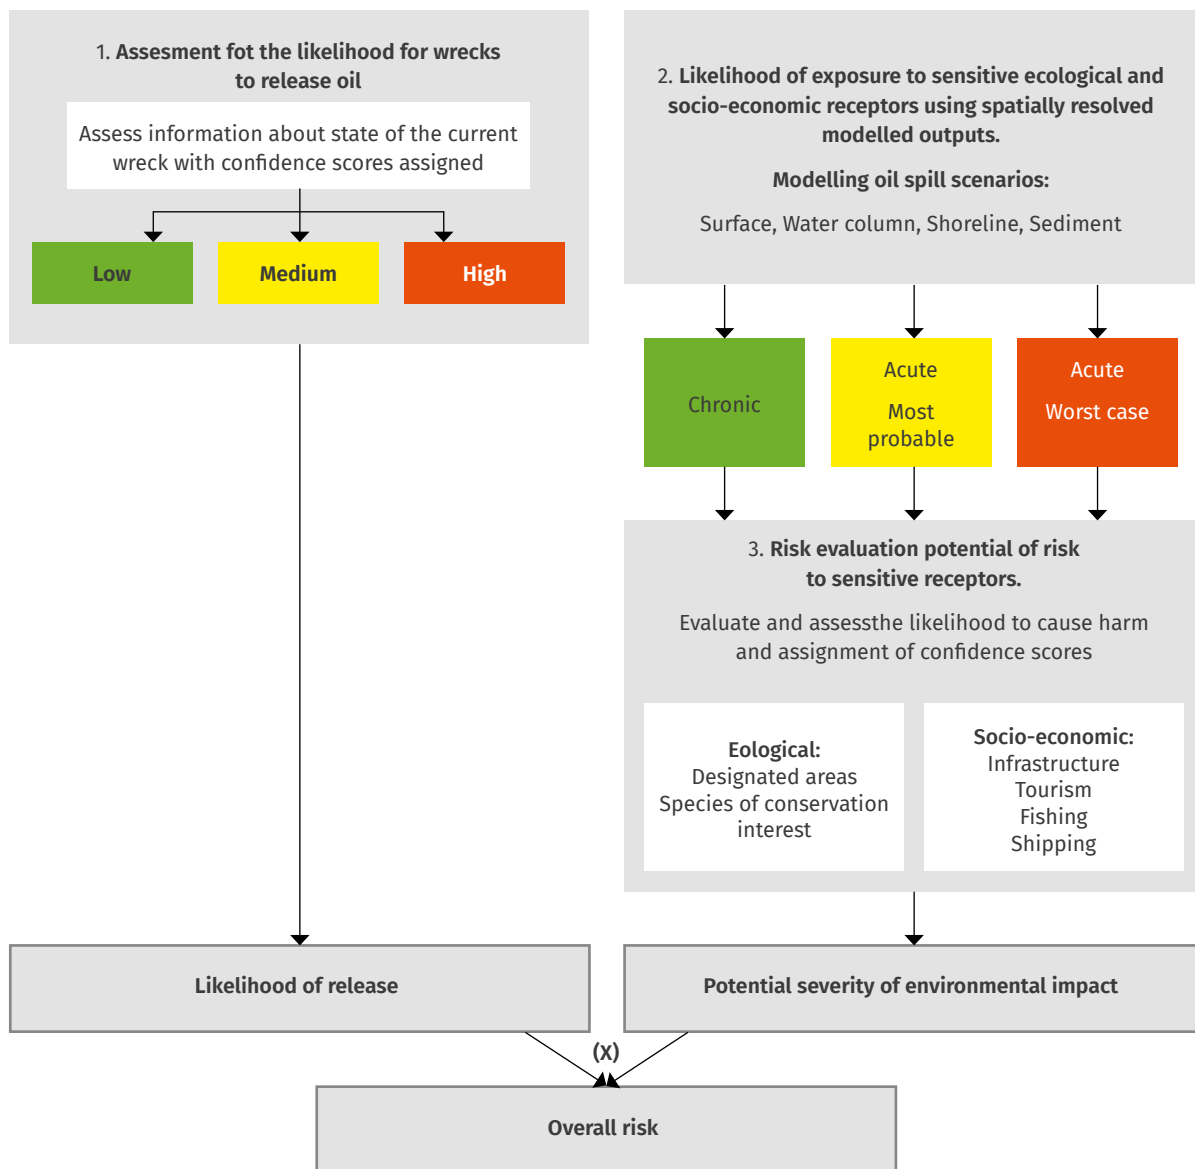 1. Assesment fot the likelihood for wrecks
to release oil
Assess information about state of the current
wreck with confidence scores assigned
Low
Medium
High
2. Likelihood of exposure to sensitive ecological and
socio-economic receptors using spatially resolved
modelled outputs.
Modelling oil spill scenarios:
Surface, Water column, Shoreline, Sediment
Chronic
Acute
Most
probable
Acute
Worst case
3. Risk evaluation potential of risk
to sensitive receptors.
Evaluate and assessthe likelihood to cause harm
and assignment of confidence scores
Eological:
Designated areas
Species of conservation
interest
Socio-economic:
Infrastructure
Tourism
Fishing
Shipping
Likelihood of release
Potential severity of environmental impact
(X)
Overall risk